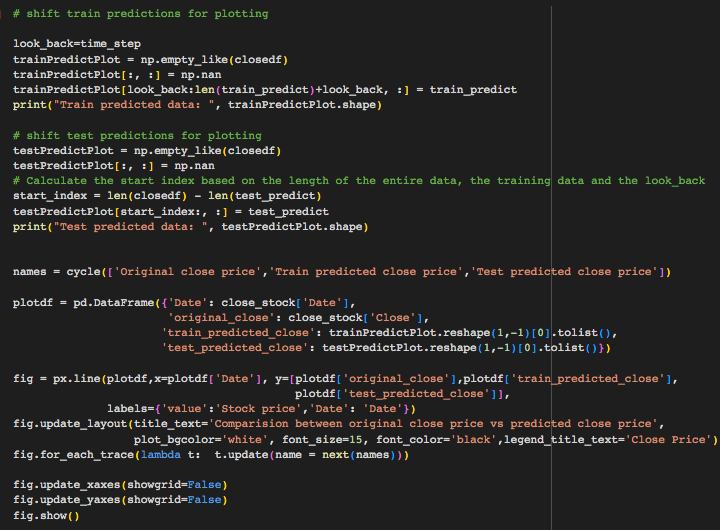 # shift train predictions for plotting
look_back=time_step
trainPredictPlot = np.empty_like(closedf)
trainPredictPlot[:, :] = np.nan
trainPredictPlot[look_back:len(train_predict)+look_back, :] = train_predict
print("Train predicted data: ", trainPredictPlot.shape)
# shift test predictions for plotting
testPredictPlot = np.empty_like(closedf)
testPredictPlot[:, :] = np.nan
# Calculate the start index based on the length of the entire data, the training data and the look_back
start_index = len(closedf) - len(test_predict)
testPredictPlot[start_index:, :] = test_predict
print("Test predicted data: ", testPredictPlot.shape)
names = cycle(['Original close price','Train predicted close price','Test predicted close price'])
plotdf = pd.DataFrame({'Date': close_stock['Date'],
'original_close': close_stock['Close'],
'train_predicted_close': trainPredictPlot.reshape(1,-1)[0].tolist(),
'test_predicted_close': testPredictPlot.reshape(1,-1)[0].tolist()})
fig = px.line(plotdf,x=plotdf['Date'], y=[plotdf['original_close'],plotdf['train_predicted_close'],
plotdf['test_predicted_close']],
labels={'value':'Stock price','Date': 'Date'})
fig.update_layout(title_text='Comparision between original close price vs predicted close price',
plot_bgcolor='white', font_size=15, font_color='black',legend_title_text='Close Price')
fig.for_each_trace(lambda t:  t.update(name = next(names)))
fig.update_xaxes(showgrid=False)
fig.update_yaxes(showgrid=False)
fig.show()